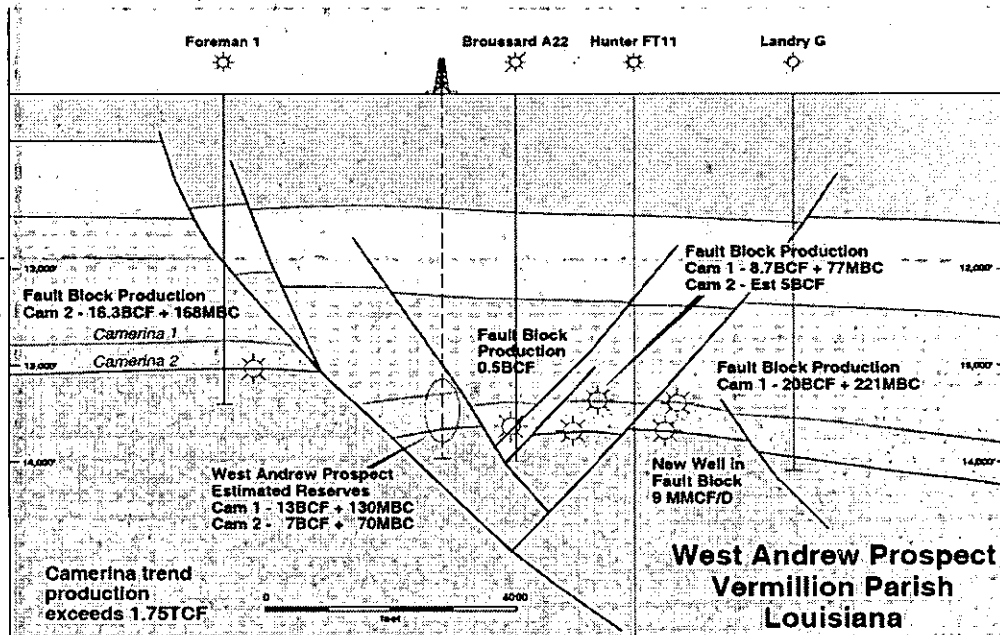 Foreman 1
Broussard A22
Hunter FT11
Landry G
Fault Block Production
Cam 1 - 8.7BCF + 77MBC
Cam 2 - Est 5BCF
12,000'
12,000'
Fault Block Production
Cam 2 - 16.3BCF + 168MBC
Camerina 1
Camerina 2
13,000'
13,000'
Fault Block
Production
0.5BCF
Fault Block Production
Cam 1 - 20BCF + 221MBC
14,000'
14,000'
West Andrew Prospect
Estimated Reserves
Cam 1 - 13BCF + 130MBC
Cam 2 - 7BCF + 70MBC
New Well in
Fault Block
9 MMCF/D
Camerina trend
production
exceeds 1.75TCF
0
4000
feet
West Andrew Prospect
Vermillion Parish
Louisiana